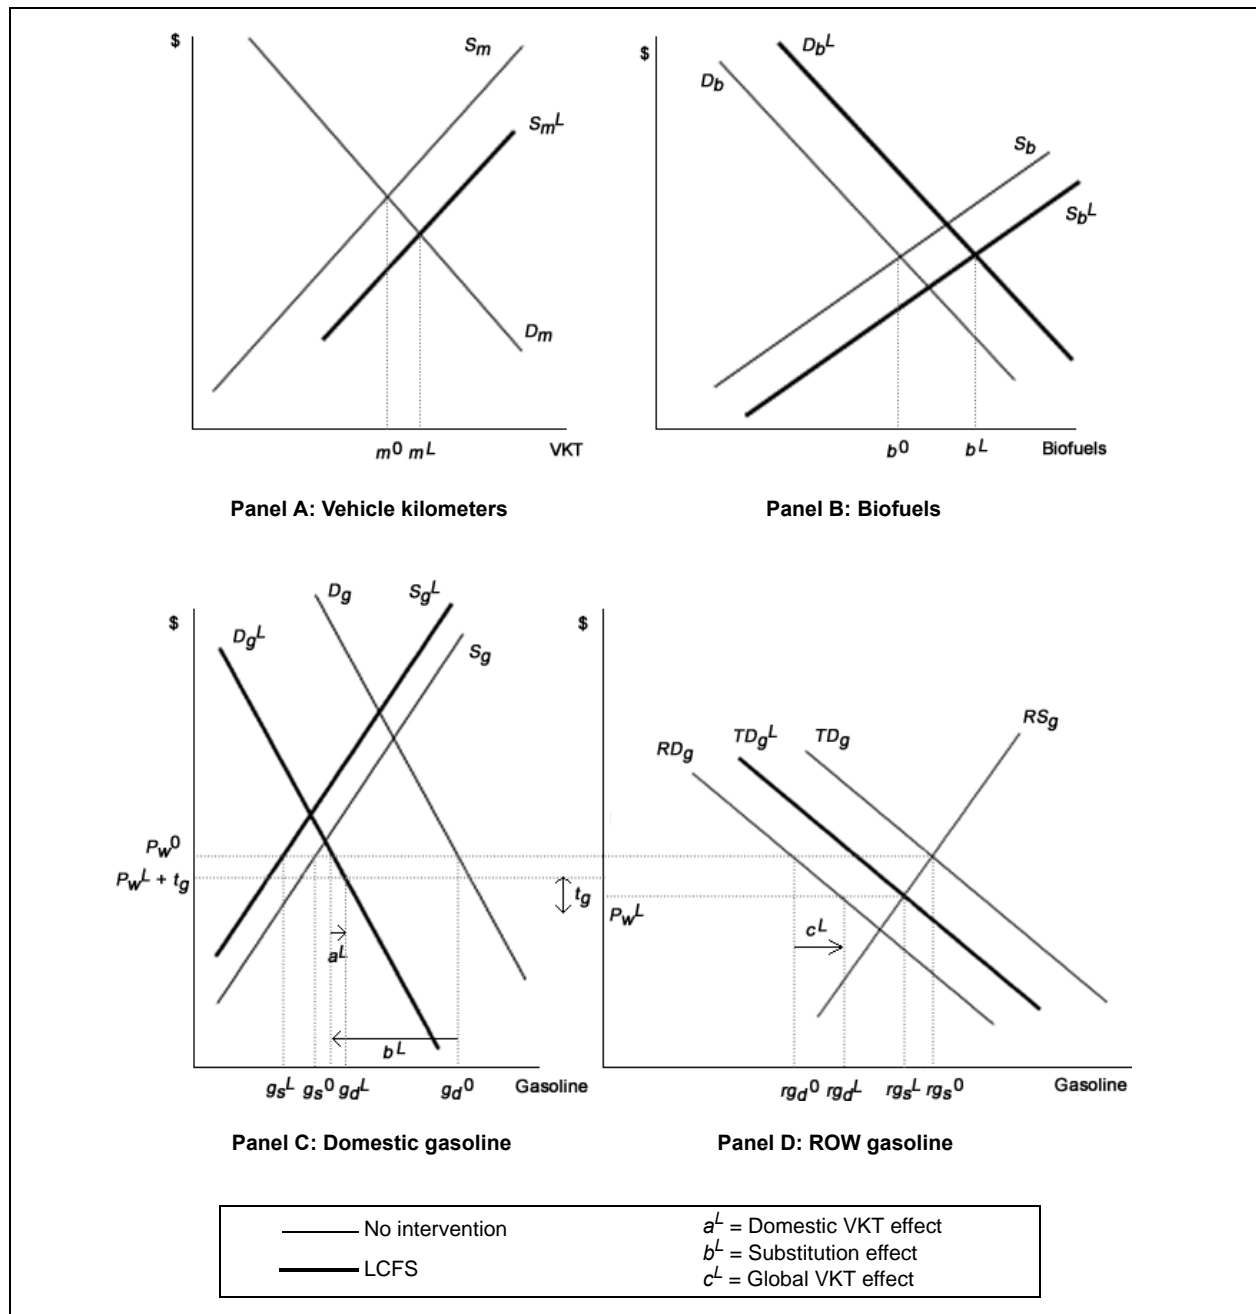 $
Sm
SmL
Dm
m0 mL
VKT
Panel A: Vehicle kilometers
$
DbL
Db
Sb
SbL
b0
bL
Biofuels
Panel B: Biofuels
$
Dg
SgL
DgL
Sg
Pw0
PwL + tg
aL
bL
gsL gs0 gdL
gd0
Gasoline
Panel C: Domestic gasoline
$
RSg
TDgL
TDg
RDg
tg
PwL
cL
rgd0 rgdL
rgsL rgs0
Gasoline
Panel D: ROW gasoline
No intervention
LCFS
aL = Domestic VKT effect
bL = Substitution effect
cL = Global VKT effect